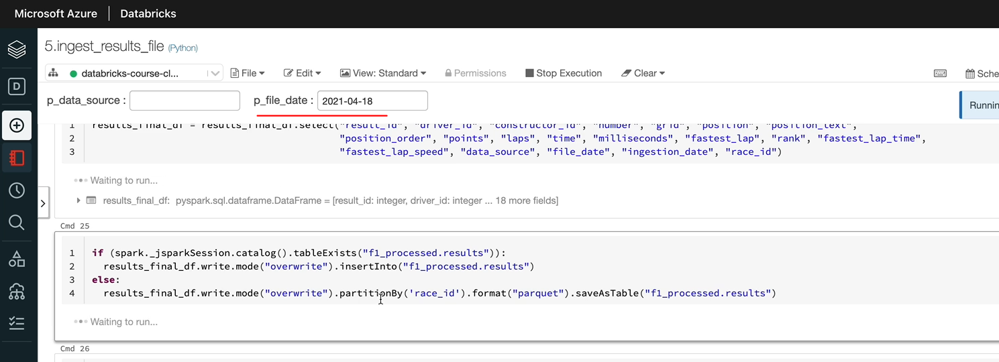 Microsoft Azure | Databricks
5.ingest_results_file (Python)
databricks-course-cl... File Edit View: Standard Permissions Stop Execution Clear Sche
p_data_source : p_file_date : 2021-04-18
Runnin
1 results_final_df = results_final_df.select("result_id", "driver_id", "constructor_id", "number", "grid", "position", "position_text",
2 "position_order", "points", "laps", "time", "milliseconds", "fastest_lap", "rank", "fastest_lap_time",
3 "fastest_lap_speed", "data_source", "file_date", "ingestion_date", "race_id")
Waiting to run...
results_final_df: pyspark.sql.dataframe.DataFrame = [result_id: integer, driver_id: integer ... 18 more fields]
Cmd 25
1 if (spark._jsparkSession.catalog().tableExists("f1_processed.results")):
2 results_final_df.write.mode("overwrite").insertInto("f1_processed.results")
3 else:
4 results_final_df.write.mode("overwrite").partitionBy('race_id').format("parquet").saveAsTable("f1_processed.results")
Waiting to run...
Cmd 26
D